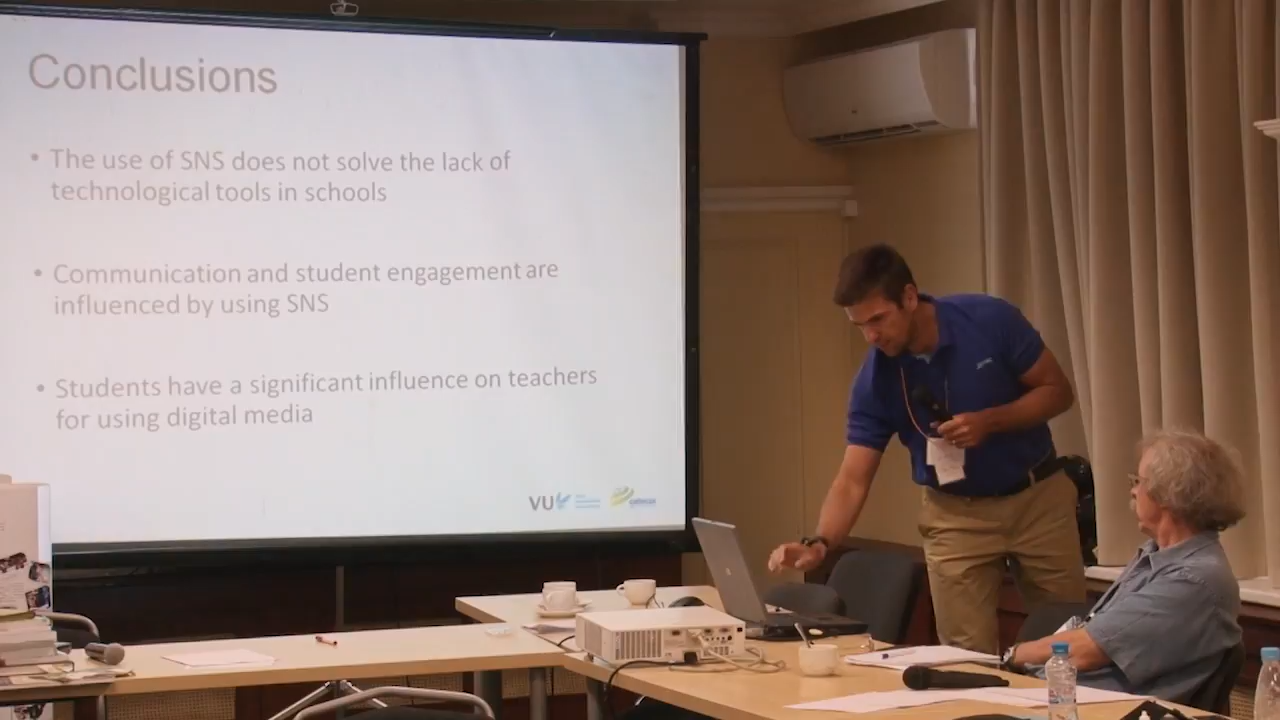 Conclusions
• The use of SNS does not solve the lack of
technological tools in schools
• Communication and student engagement are
influenced by using SNS
• Students have a significant influence on teachers
for using digital media
VU